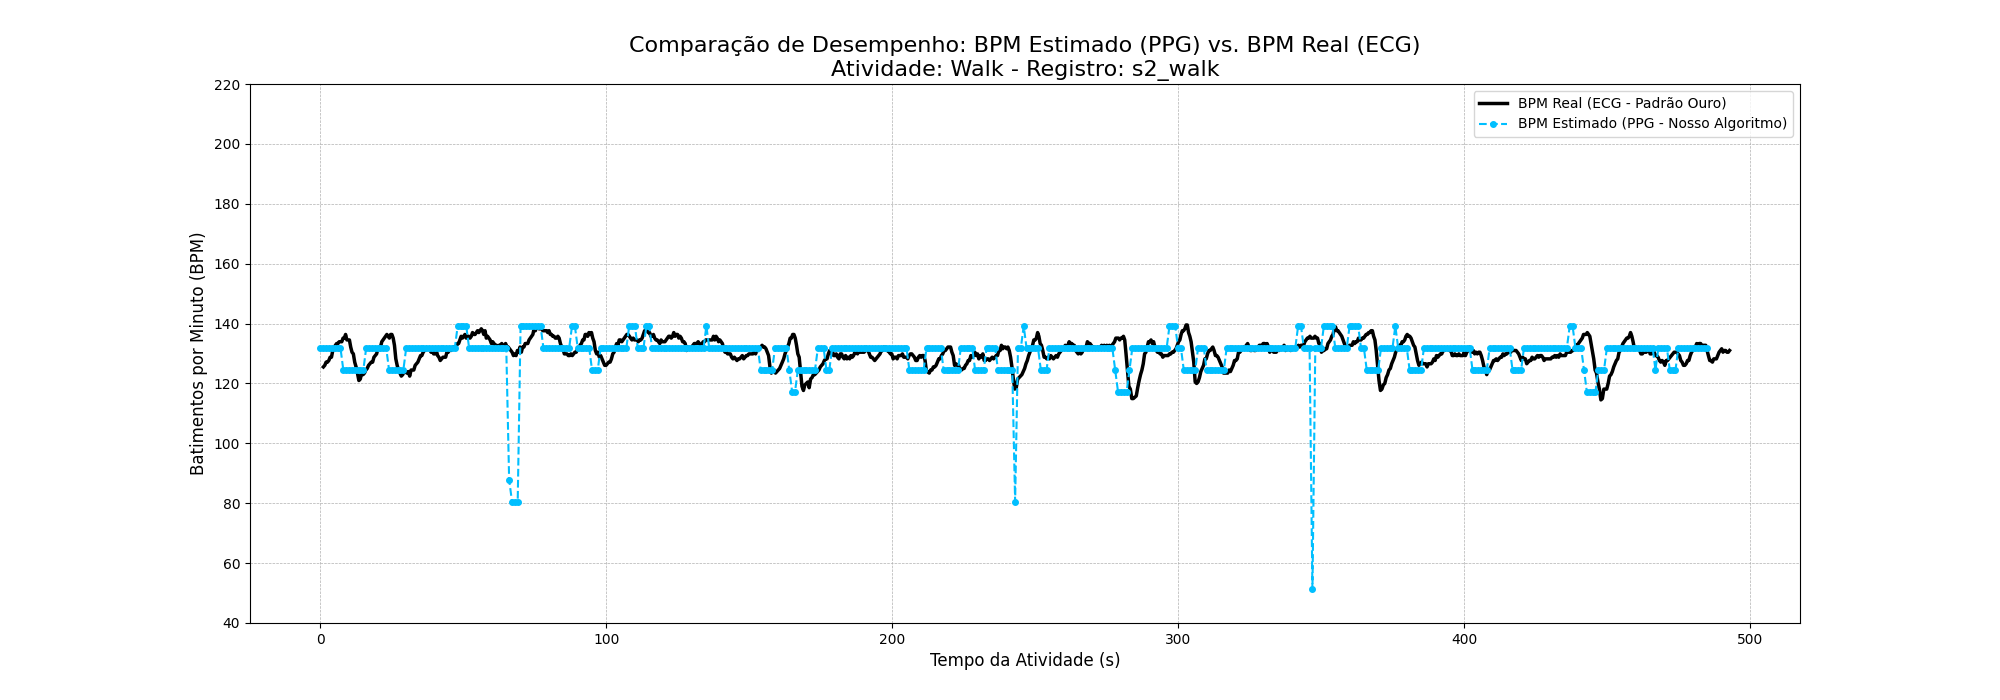 Comparação de Desempenho: BPM Estimado (PPG) vs. BPM Real (ECG)
Atividade: Walk - Registro: s2_walk
BPM Real (ECG - Padrão Ouro)
BPM Estimado (PPG - Nosso Algoritmo)
Batimentos por Minuto (BPM)
220
200
180
160
140
120
100
80
60
40
0 100 200 300 400 500
Tempo da Atividade (s)